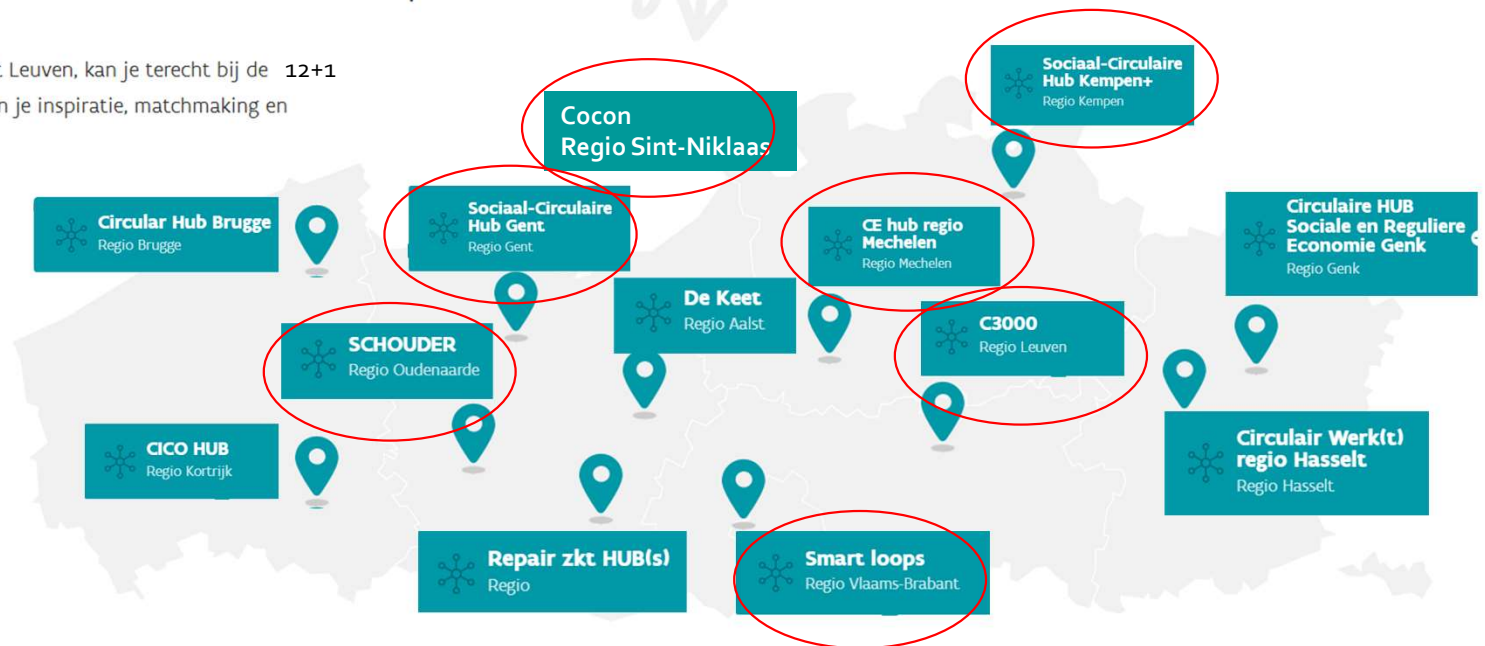 t Leuven, kan je terecht bij de 12+1
n je inspiratie, matchmaking en
Sociaal-Circulaire
Hub Kempen+
Regio Kempen
Cocon
Regio Sint-Niklaas
Circular Hub Brugge
Regio Brugge
Sociaal-Circulaire
Hub Gent
Regio Gent
CE hub regio
Mechelen
Regio Mechelen
Circulaire HUB
Sociale en Reguliere
Economie Genk
Regio Genk
De Keet
Regio Aalst
C3000
Regio Leuven
SCHOUDER
Regio Oudenaarde
CICO HUB
Regio Kortrijk
Circulair Werk(t)
regio Hasselt
Regio Hasselt
Repair zkt HUB(s)
Regio
Smart loops
Regio Vlaams-Brabant